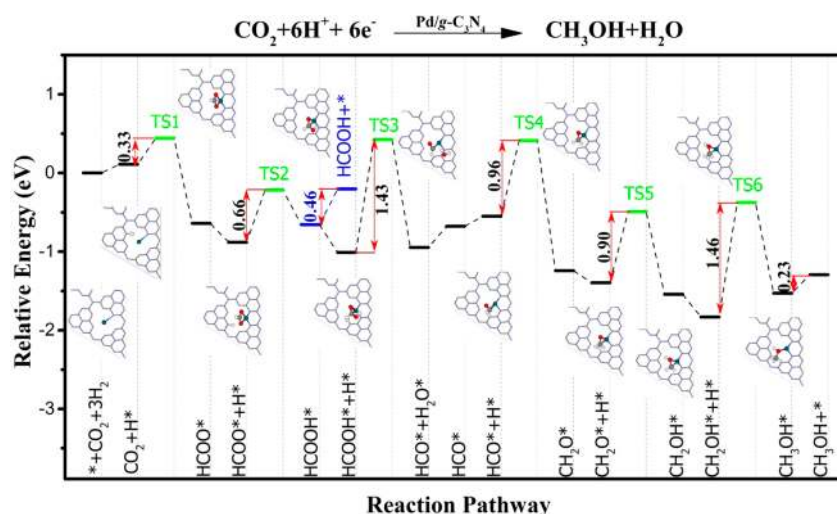 CO₂+6H⁺+ 6e⁻ Pd/g-C₃N₄ CH₃OH+H₂O
Relative Energy (eV)
1
0
-1
-2
-3
0.33
TS1
0.66
TS2
0.46
HCOOH+*
1.43
TS3
0.96
TS4
0.90
TS5
1.46
TS6
0.23
*+CO₂+3H₂
CO₂+H*
HCOO*
HCOO*+H*
HCOOH*
HCOOH*+H*
HCO*+H₂O*
HCO*
HCO*+H*
CH₂O*
CH₂O*+H*
CH₂OH*
CH₂OH*+H*
CH₃OH*
CH₃OH+*
Reaction Pathway